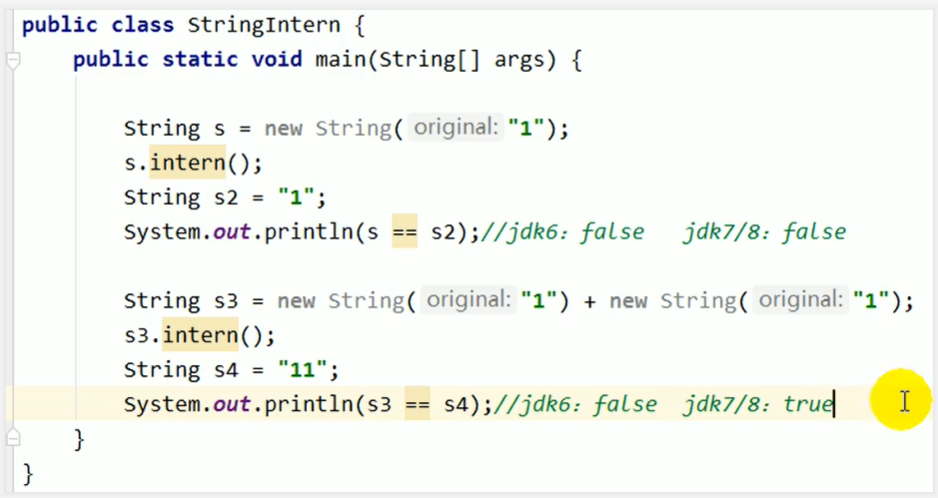 public class StringIntern {
public static void main(String[] args) {
String s = new String( original: "1");
s.intern();
String s2 = "1";
System.out.println(s == s2);//jdk6：false   jdk7/8：false
String s3 = new String( original: "1") + new String( original: "1");
s3.intern();
String s4 = "11";
System.out.println(s3 == s4);//jdk6：false  jdk7/8：true
}
}